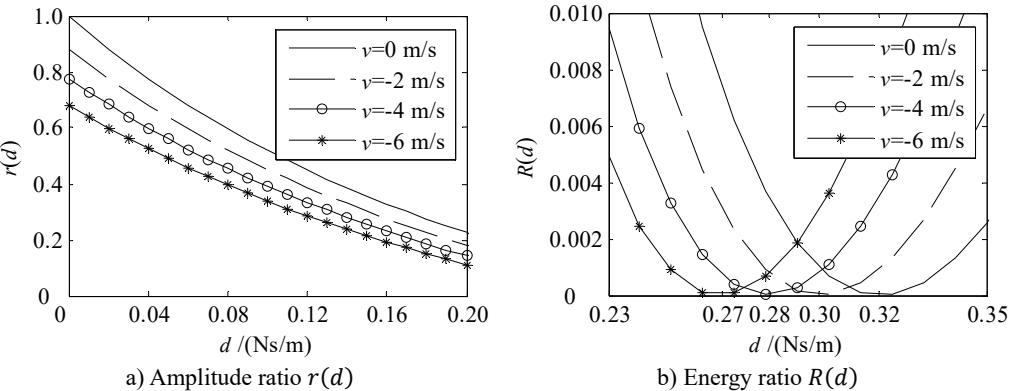 1.0
0.8
0.6
0.4
0.2
0
r(d)
v=0 m/s
v=-2 m/s
v=-4 m/s
v=-6 m/s
0 0.04 0.08 0.12 0.16 0.20
d /(Ns/m)
a) Amplitude ratio r(d)
0.010
0.008
0.006
0.004
0.002
0
R(d)
v=0 m/s
v=-2 m/s
v=-4 m/s
v=-6 m/s
0.23 0.27 0.28 0.30 0.32 0.35
d /(Ns/m)
b) Energy ratio R(d)